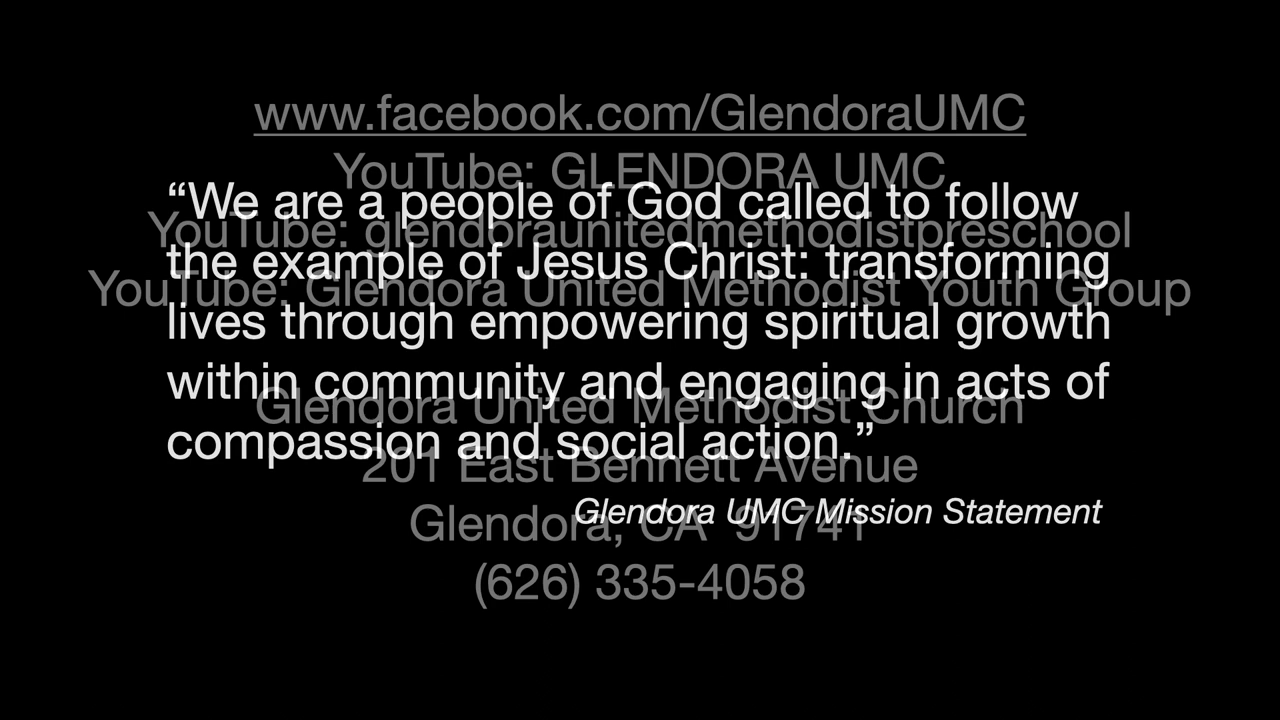 www.facebook.com/GlendoraUMC
YouTube: GLENDORA UMC
YouTube: glendoraunitedmethodistpreschool
YouTube: Glendora United Methodist Youth Group
Glendora United Methodist Church
201 East Bennett Avenue
Glendora, CA 91741
(626) 335-4058
“We are a people of God called to follow
the example of Jesus Christ: transforming
lives through empowering spiritual growth
within community and engaging in acts of
compassion and social action.”
Glendora UMC Mission Statement